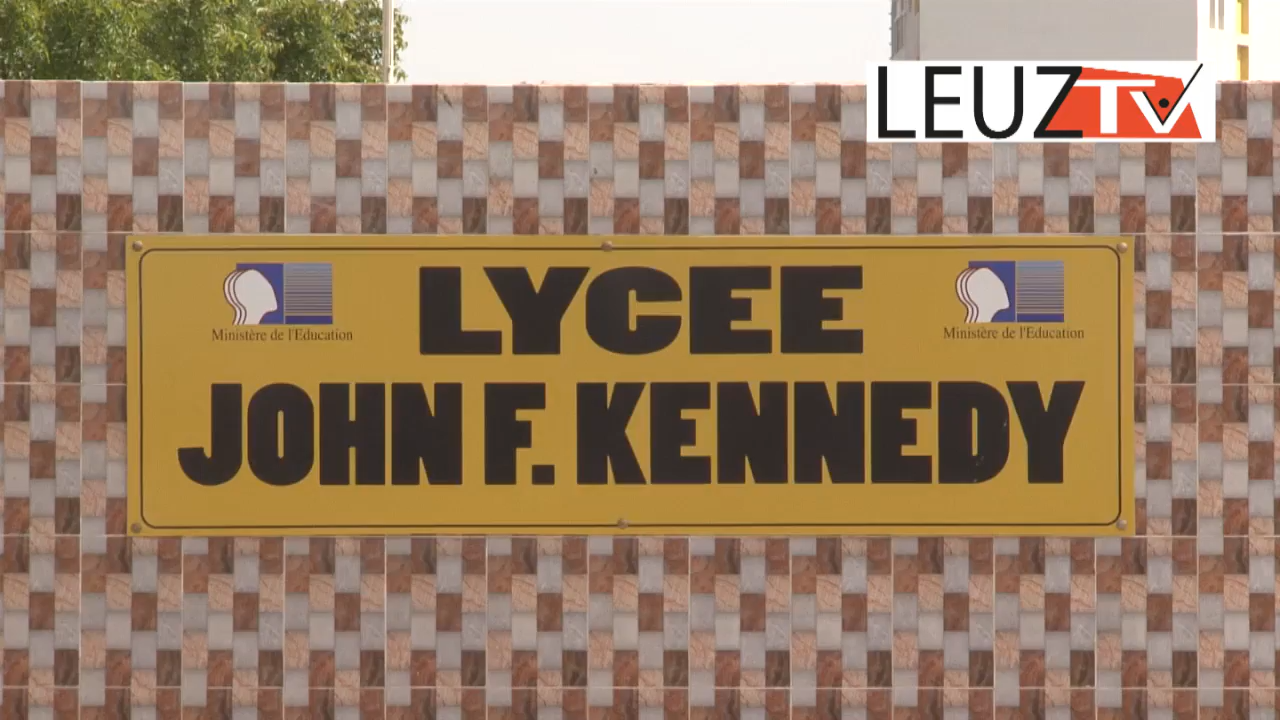 LEUZTV
LYCEE
Ministère de l'Education
Ministère de l'Education
JOHN F. KENNEDY